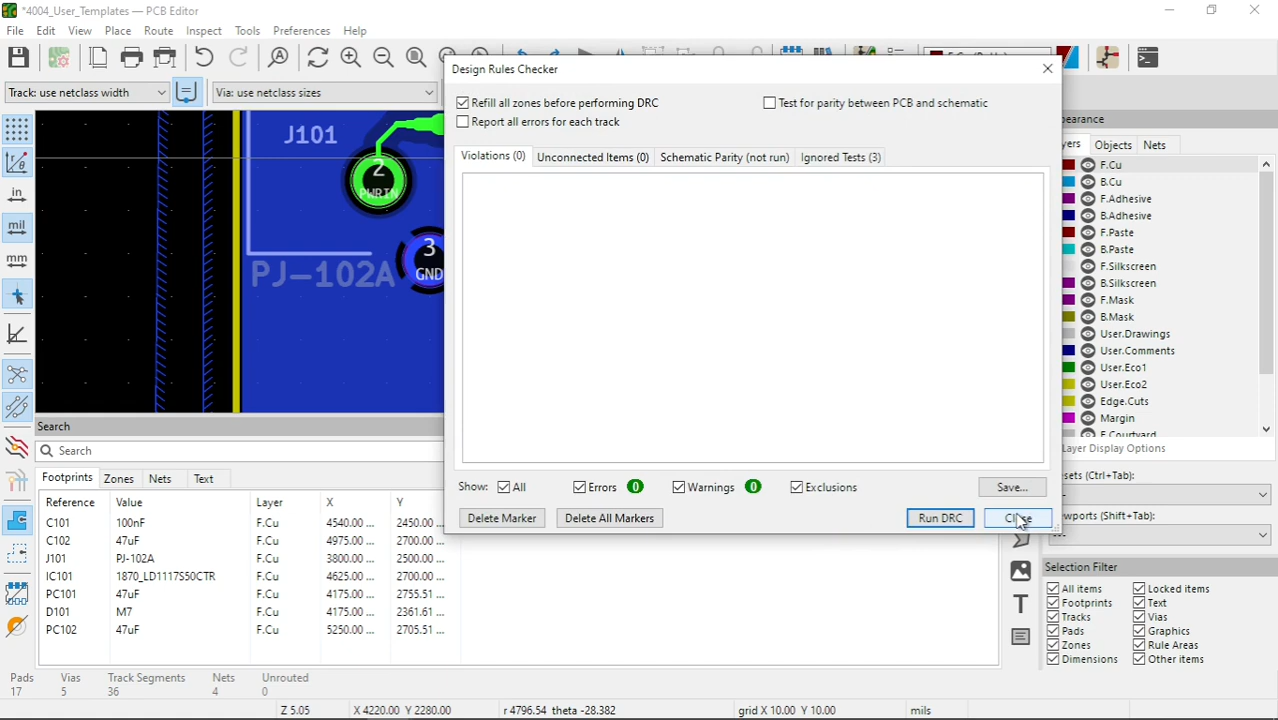 *4004_User_Templates — PCB Editor
File Edit View Place Route Inspect Tools Preferences Help
Track: use netclass width Via: use netclass sizes
Design Rules Checker
Refill all zones before performing DRC Test for parity between PCB and schematic
Report all errors for each track
Violations (0) Unconnected Items (0) Schematic Parity (not run) Ignored Tests (3)
Show: All Errors 0 Warnings 0 Exclusions Save...
Delete Marker Delete All Markers Run DRC
in
mil
mm
J101
2
PWRIN
3
GND
PJ-102A
pearance
yers Objects Nets
F.Cu
B.Cu
F.Adhesive
B.Adhesive
F.Paste
B.Paste
F.Silkscreen
B.Silkscreen
F.Mask
B.Mask
User.Drawings
User.Comments
User.Eco1
User.Eco2
Edge.Cuts
Margin
F.Courtyard
Layer Display Options
sets (Ctrl+Tab):
wports (Shift+Tab):
---
Search
Search
Footprints Zones Nets Text
Reference Value Layer X Y
C101 100nF F.Cu 4540.00 ... 2450.00 ...
C102 47uF F.Cu 4975.00 ... 2700.00 ...
J101 PJ-102A F.Cu 3800.00 ... 2500.00 ...
IC101 1870_LD1117S50CTR F.Cu 4625.00 ... 2700.00 ...
PC101 47uF F.Cu 4175.00 ... 2755.51 ...
D101 M7 F.Cu 4175.00 ... 2361.61 ...
PC102 47uF F.Cu 5250.00 ... 2705.51 ...
Selection Filter
All items Locked items
Footprints Text
Tracks Vias
Pads Graphics
Zones Rule Areas
Dimensions Other items
Pads Vias Track Segments Nets Unrouted
17 5 36 4 0
Z 5.05 X 4220.00 Y 2280.00 r 4796.54 theta -28.382 grid X 10.00 Y 10.00 mils